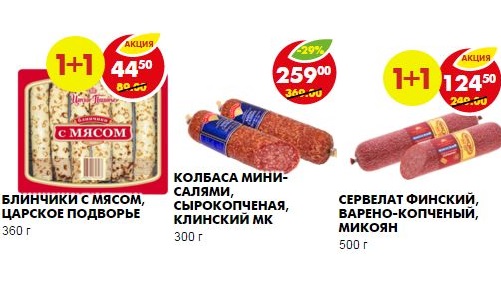 1+1
АКЦИЯ
44 50
89.00
Царское Подворье
БЛИНЧИКИ
С МЯСОМ
БЛИНЧИКИ С МЯСОМ,
ЦАРСКОЕ ПОДВОРЬЕ
360 г
-29%
259 00
369.00
КОЛБАСА МИНИ-
САЛЯМИ,
СЫРОКОПЧЕНАЯ,
КЛИНСКИЙ МК
300 г
1+1
АКЦИЯ
124 50
249.00
СЕРВЕЛАТ ФИНСКИЙ,
ВАРЕНО-КОПЧЕНЫЙ,
МИКОЯН
500 г